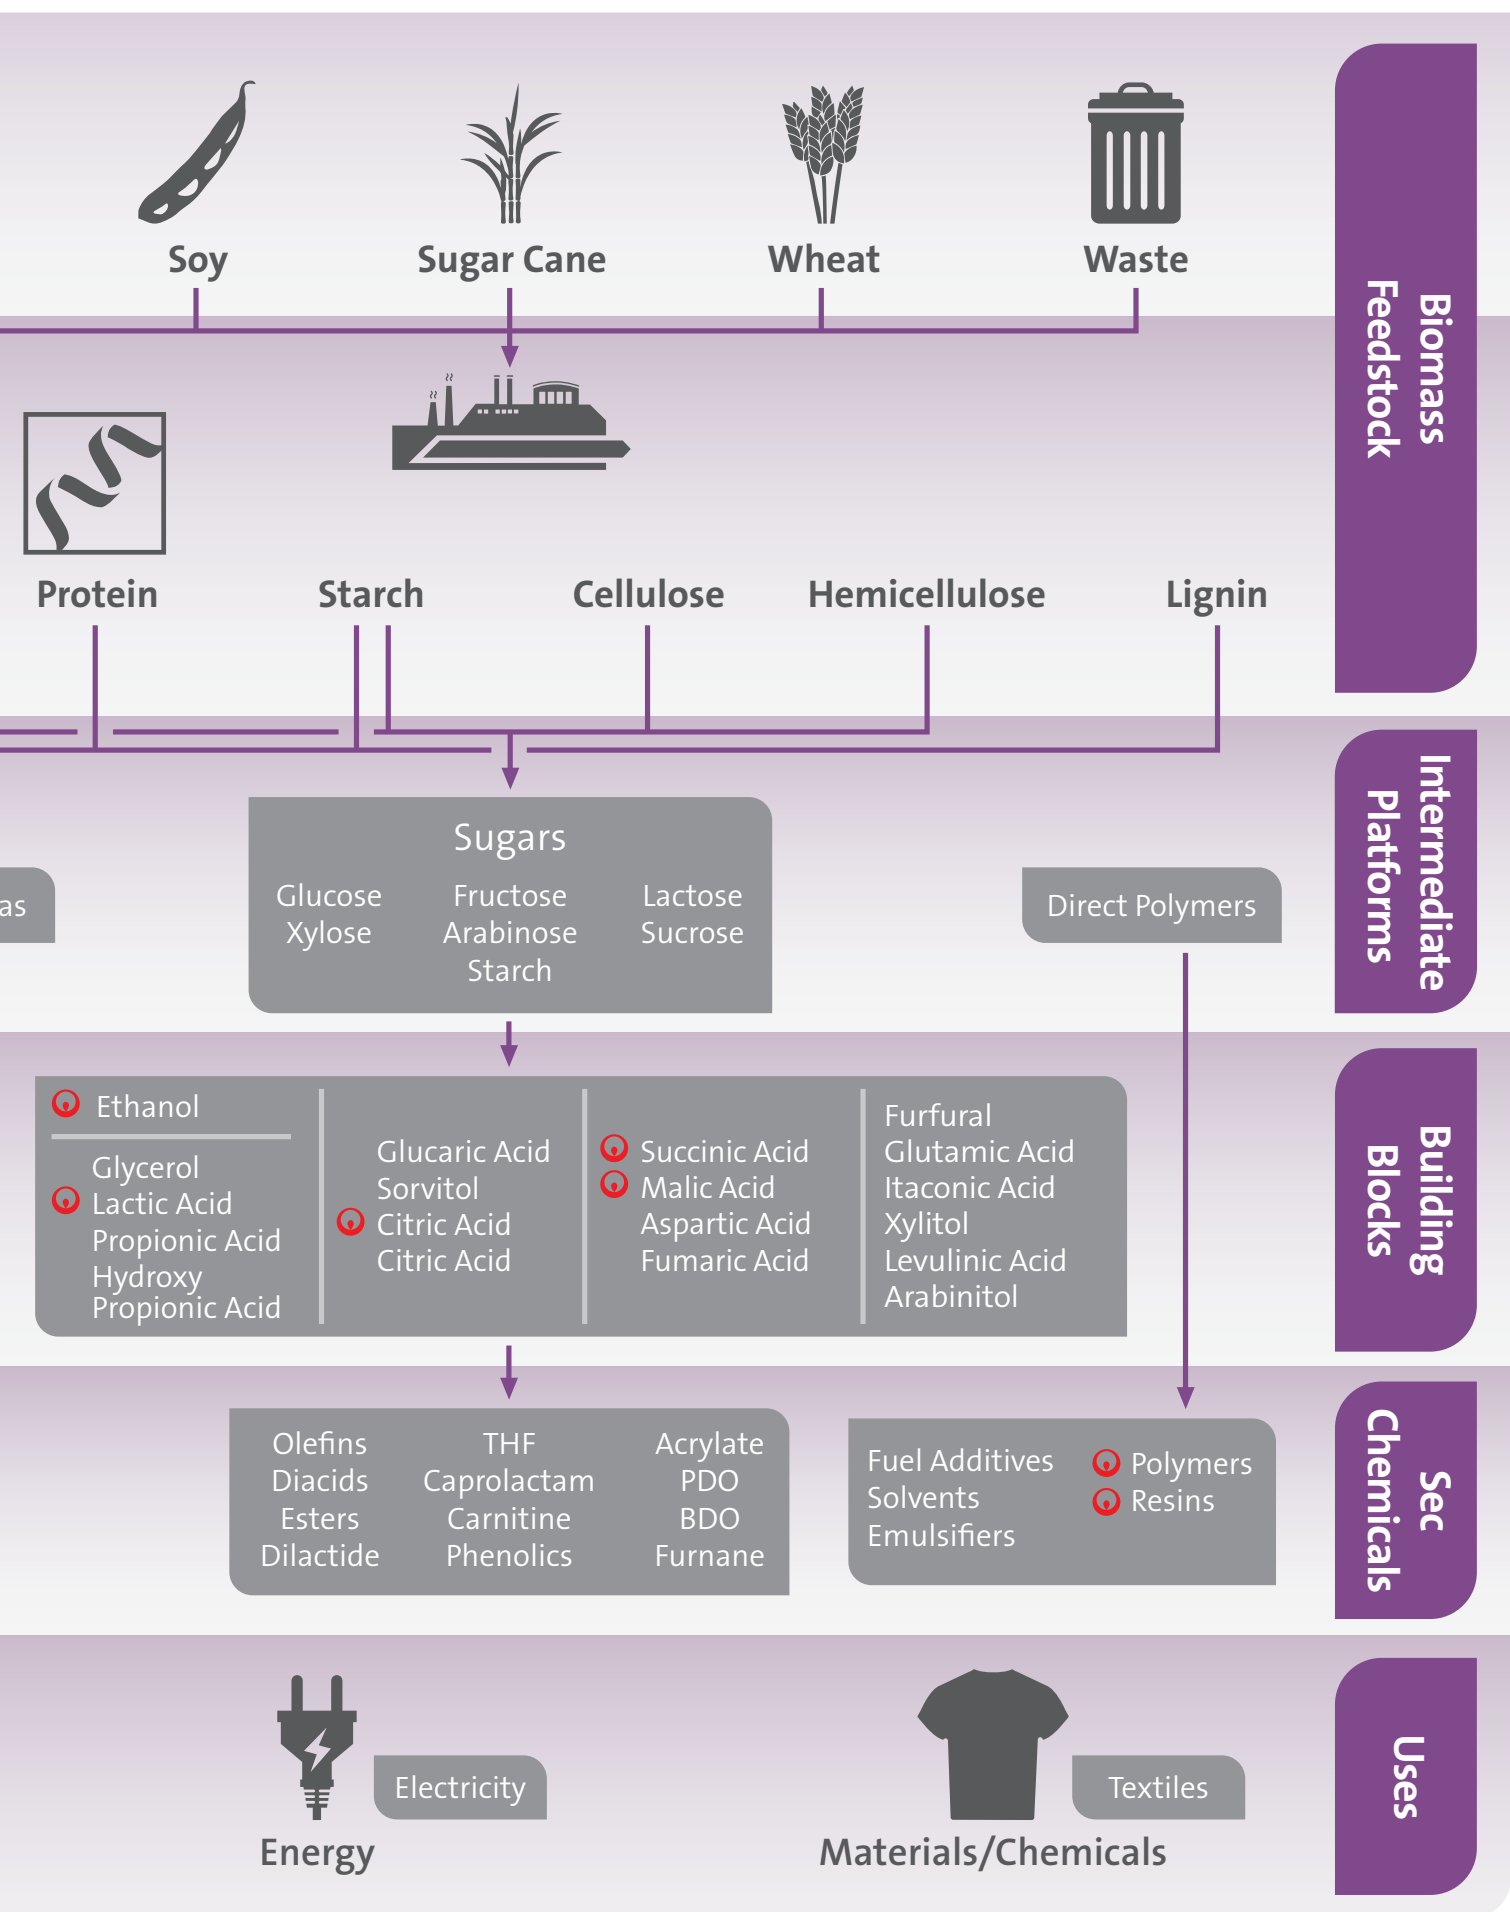 Soy
Sugar Cane
Wheat
Waste
Biomass
Feedstock
Protein
Starch
Cellulose
Hemicellulose
Lignin
Intermediate
Platforms
Sugars
Glucose
Fructose
Lactose
Xylose
Arabinose
Sucrose
Starch
as
Direct Polymers
Building
Blocks
Ethanol
Glycerol
Lactic Acid
Propionic Acid
Hydroxy
Propionic Acid
Glucaric Acid
Sorvitol
Citric Acid
Citric Acid
Succinic Acid
Malic Acid
Aspartic Acid
Fumaric Acid
Furfural
Glutamic Acid
Itaconic Acid
Xylitol
Levulinic Acid
Arabinitol
Sec
Chemicals
Olefins
Diacids
Esters
Dilactide
THF
Caprolactam
Carnitine
Phenolics
Acrylate
PDO
BDO
Furnane
Fuel Additives
Solvents
Emulsifiers
Polymers
Resins
Uses
Electricity
Energy
Textiles
Materials/Chemicals